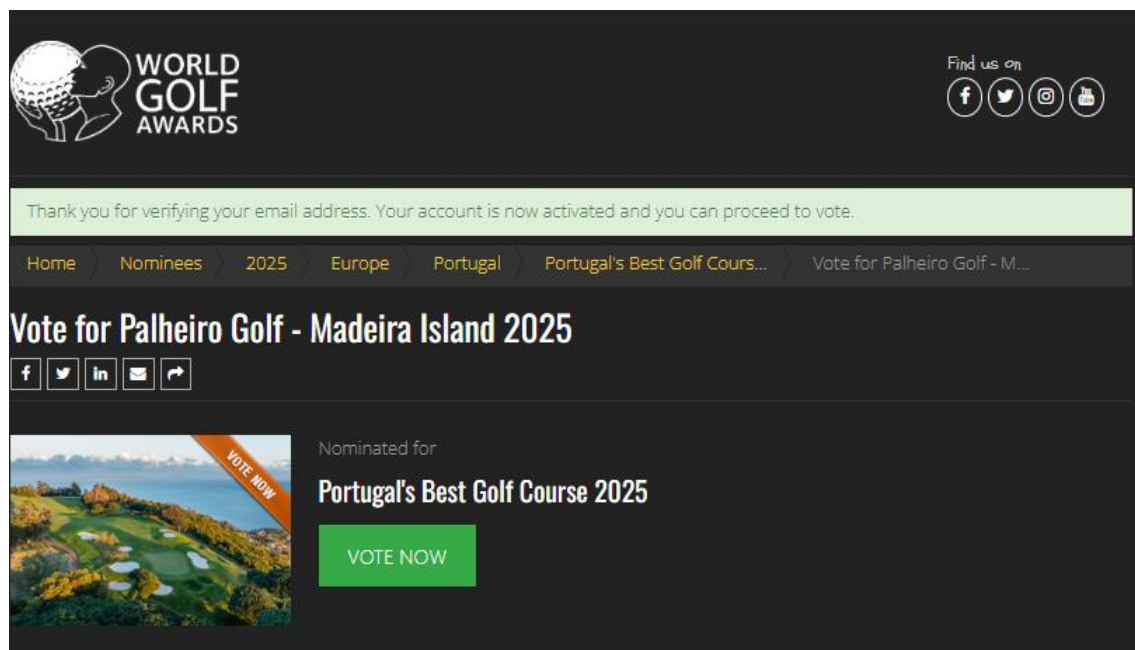 WORLD
GOLF
AWARDS
Find us on
You
Tube
Thank you for verifying your email address. Your account is now activated and you can proceed to vote.
Home Nominees 2025 Europe Portugal Portugal's Best Golf Cours... Vote for Palheiro Golf - M...
Vote for Palheiro Golf - Madeira Island 2025
VOTE NOW
Nominated for
Portugal's Best Golf Course 2025
VOTE NOW